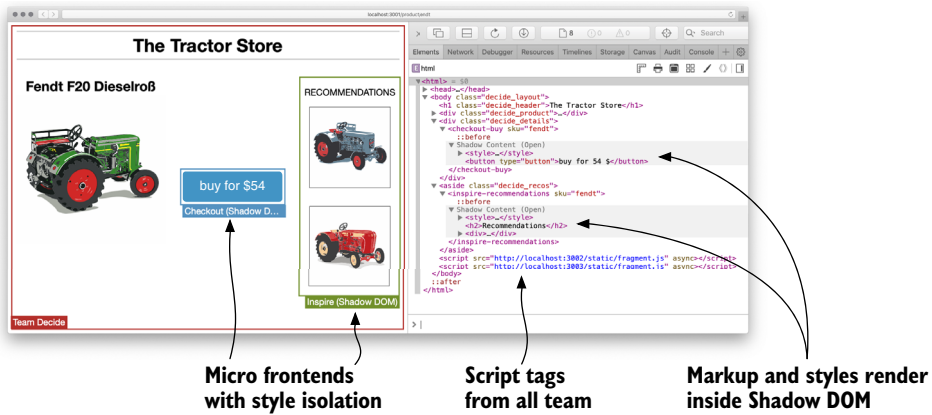 localhost:3001/product/fendt
The Tractor Store
Fendt F20 Dieselroß
RECOMMENDATIONS
buy for $54
Checkout (Shadow D…
Inspire (Shadow DOM)
Team Decide
8 0 0 Search
Elements Network Debugger Resources Timelines Storage Canvas Audit Console
html
<html> = $0
<head>…</head>
<body class="decide_layout">
<h1 class="decide_header">The Tractor Store</h1>
<div class="decide_product">…</div>
<div class="decide_details">
<checkout-buy sku="fendt">
::before
Shadow Content (Open)
<style>…</style>
<button type="button">buy for 54 $</button>
</checkout-buy>
</div>
<aside class="decide_recos">
<inspire-recommendations sku="fendt">
::before
Shadow Content (Open)
<style>…</style>
<h2>Recommendations</h2>
<div>…</div>
</inspire-recommendations>
</aside>
<script src="http://localhost:3002/static/fragment.js" async></script>
<script src="http://localhost:3003/static/fragment.js" async></script>
</body>
::after
</html>
Micro frontends
with style isolation
Script tags
from all team
Markup and styles render
inside Shadow DOM